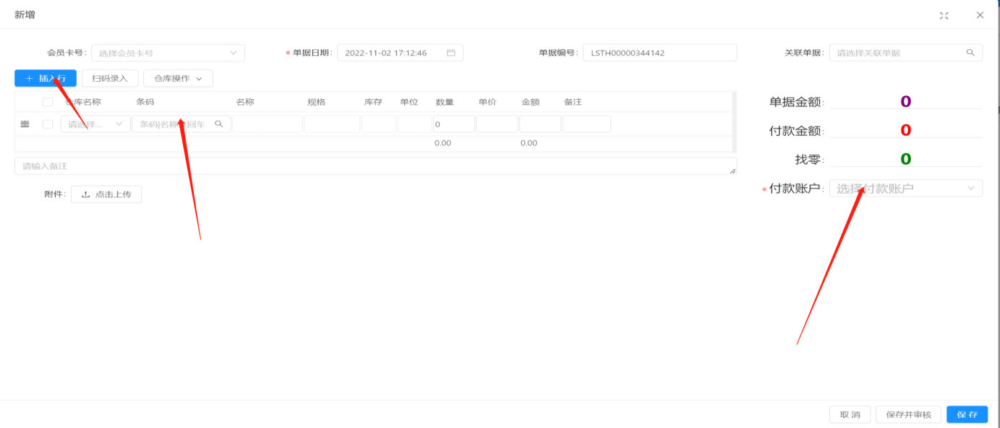 新增
会员卡号: 选择会员卡号 * 单据日期: 2022-11-02 17:12:46 单据编号: LSTH00000344142 关联单据: 请选择关联单据
+ 插入行 扫码录入 仓库操作
仓库名称 条码 名称 规格 库存 单位 数量 单价 金额 备注
请选择... 条码|名称 回车 0
0.00 0.00
请输入备注
附件: 点击上传
单据金额: 0
付款金额: 0
找零: 0
* 付款账户: 选择付款账户
取消 保存并审核 保存